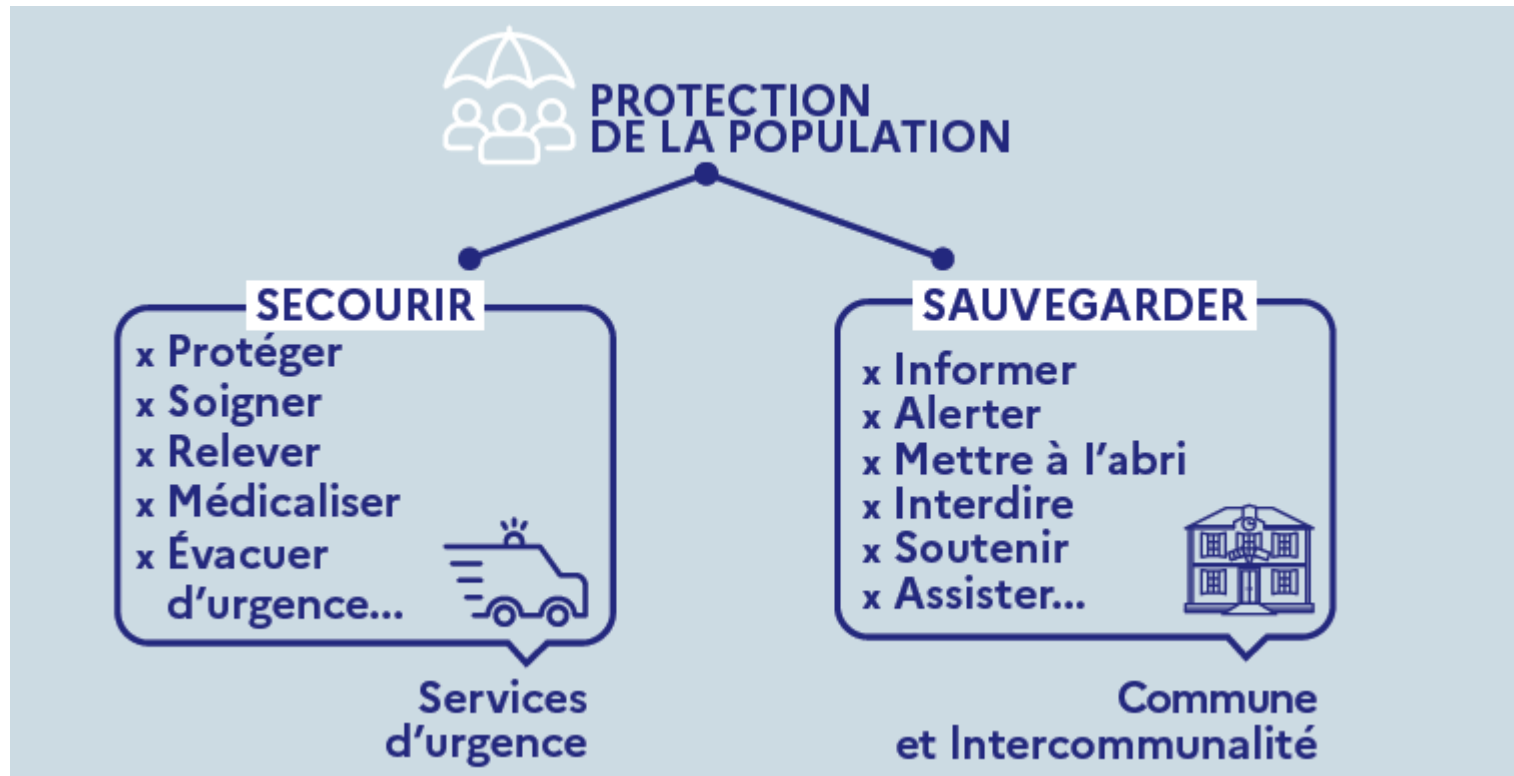 PROTECTION
DE LA POPULATION
SECOURIR
x Protéger
x Soigner
x Relever
x Médicaliser
x Évacuer
d’urgence...
Services
d’urgence
SAUVEGARDER
x Informer
x Alerter
x Mettre à l’abri
x Interdire
x Soutenir
x Assister...
Commune
et Intercommunalité